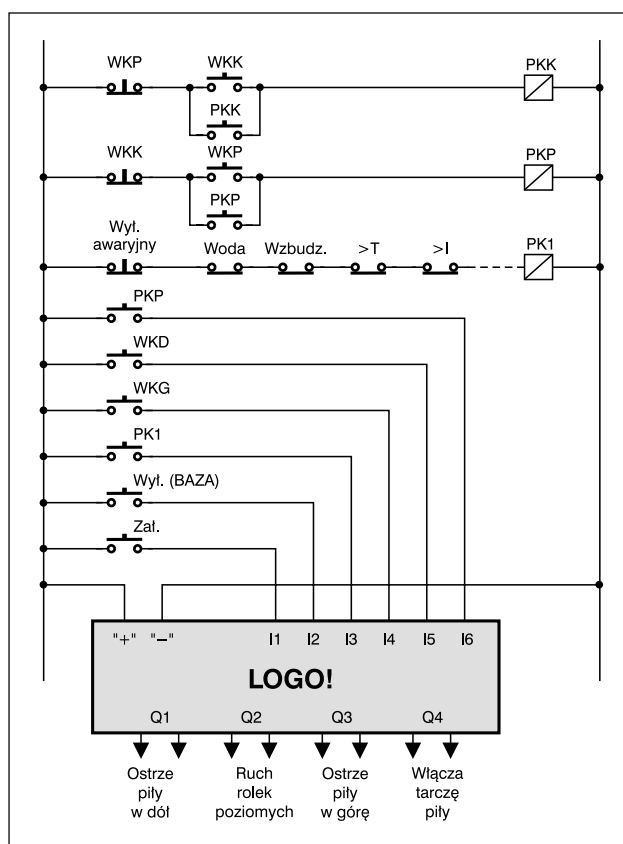 WKP WKK PKK
PKK
WKK WKP PKP
PKP
Wył.
awaryjny Woda Wzbudz. >T >I PK1
PKP
WKD
WKG
PK1
Wył. (BAZA)
Zał.
"+" "−" I1 I2 I3 I4 I5 I6
LOGO!
Q1 Q2 Q3 Q4
Ostrze Ruch Ostrze Włącza
piły rolek piły tarczę
w dół poziomych w górę piły